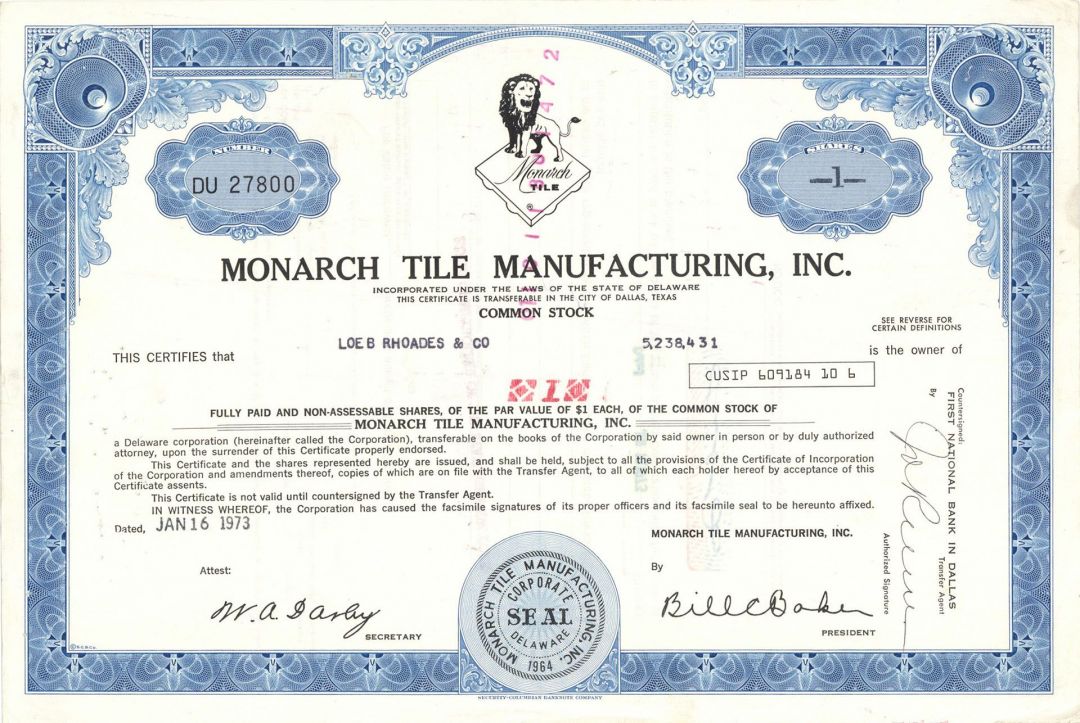 NUMBER
DU 27800
SHARES
—1—
Monarch
TILE
®
MONARCH TILE MANUFACTURING, INC.
INCORPORATED UNDER THE LAWS OF THE STATE OF DELAWARE
THIS CERTIFICATE IS TRANSFERABLE IN THE CITY OF DALLAS, TEXAS
COMMON STOCK
SEE REVERSE FOR
CERTAIN DEFINITIONS
THIS CERTIFIES that
LOEB RHOADES & CO 5,238,431
is the owner of
CUSIP 609184 10 6
1
FULLY PAID AND NON-ASSESSABLE SHARES, OF THE PAR VALUE OF $1 EACH, OF THE COMMON STOCK OF
MONARCH TILE MANUFACTURING, INC.
a Delaware corporation (hereinafter called the Corporation), transferable on the books of the Corporation by said owner in person or by duly authorized
attorney, upon the surrender of this Certificate properly endorsed.
This Certificate and the shares represented hereby are issued, and shall be held, subject to all the provisions of the Certificate of Incorporation
of the Corporation and amendments thereof, copies of which are on file with the Transfer Agent, to all of which each holder hereof by acceptance of this
Certificate assents.
This Certificate is not valid until countersigned by the Transfer Agent.
IN WITNESS WHEREOF, the Corporation has caused the facsimile signatures of its proper officers and its facsimile seal to be hereunto affixed.
Dated, JAN 16 1973
MONARCH TILE MANUFACTURING, INC.
Attest:
By
W. A. Darby
SECRETARY
Bill C Baker
PRESIDENT
MONARCH TILE MANUFACTURING, INC.
CORPORATE
SEAL
DELAWARE
1964
Countersigned:
FIRST NATIONAL BANK IN DALLAS
Transfer Agent
By
Authorized Signature
©S.C.B.Co.
SECURITY-COLUMBIAN BANKNOTE COMPANY